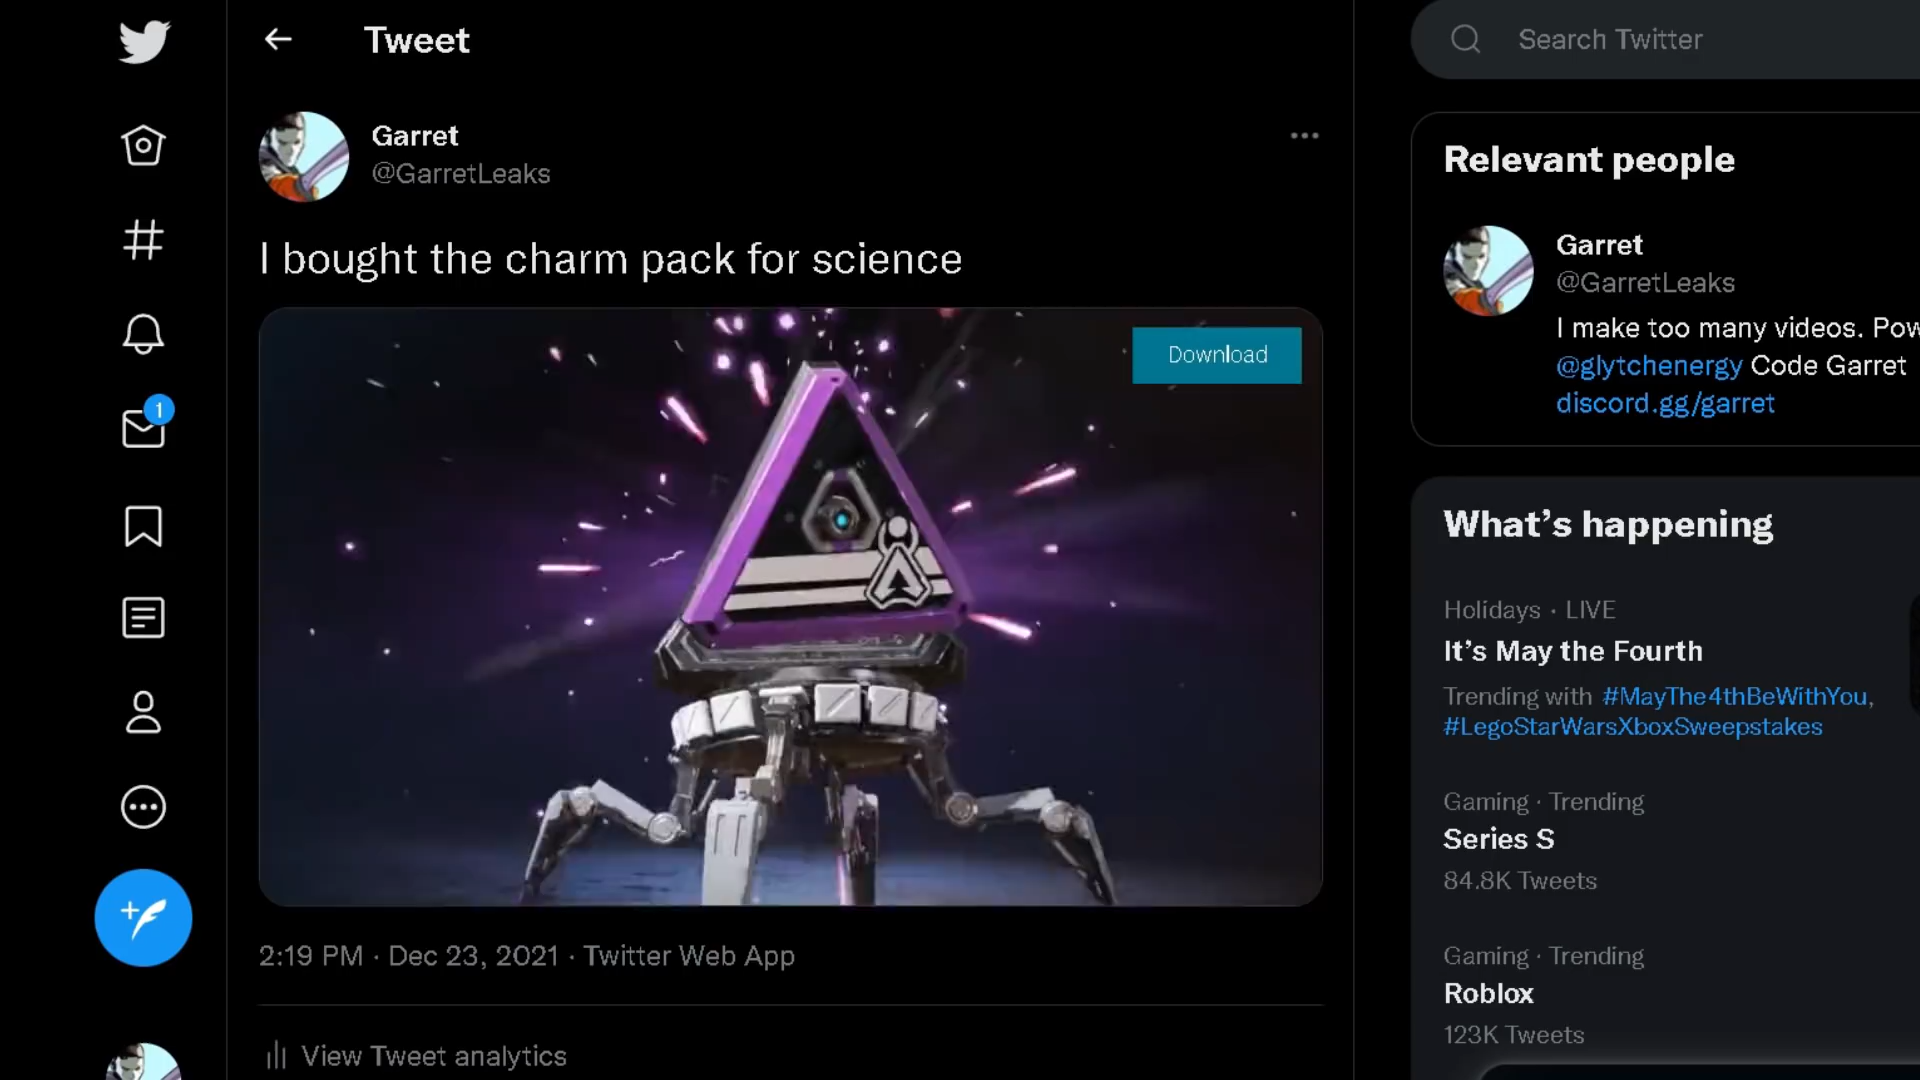 Tweet
Search Twitter
Garret
@GarretLeaks
I bought the charm pack for science
Download
2:19 PM · Dec 23, 2021 · Twitter Web App
View Tweet analytics
1
Relevant people
Garret
@GarretLeaks
I make too many videos.
@glytchenergy Code Garret
discord.gg/garret
What's happening
Holidays · LIVE
It's May the Fourth
Trending with #MayThe4thBeWithYou,
#LegoStarWarsXboxSweepstakes
Gaming · Trending
Series S
84.8K Tweets
Gaming · Trending
Roblox
123K Tweets